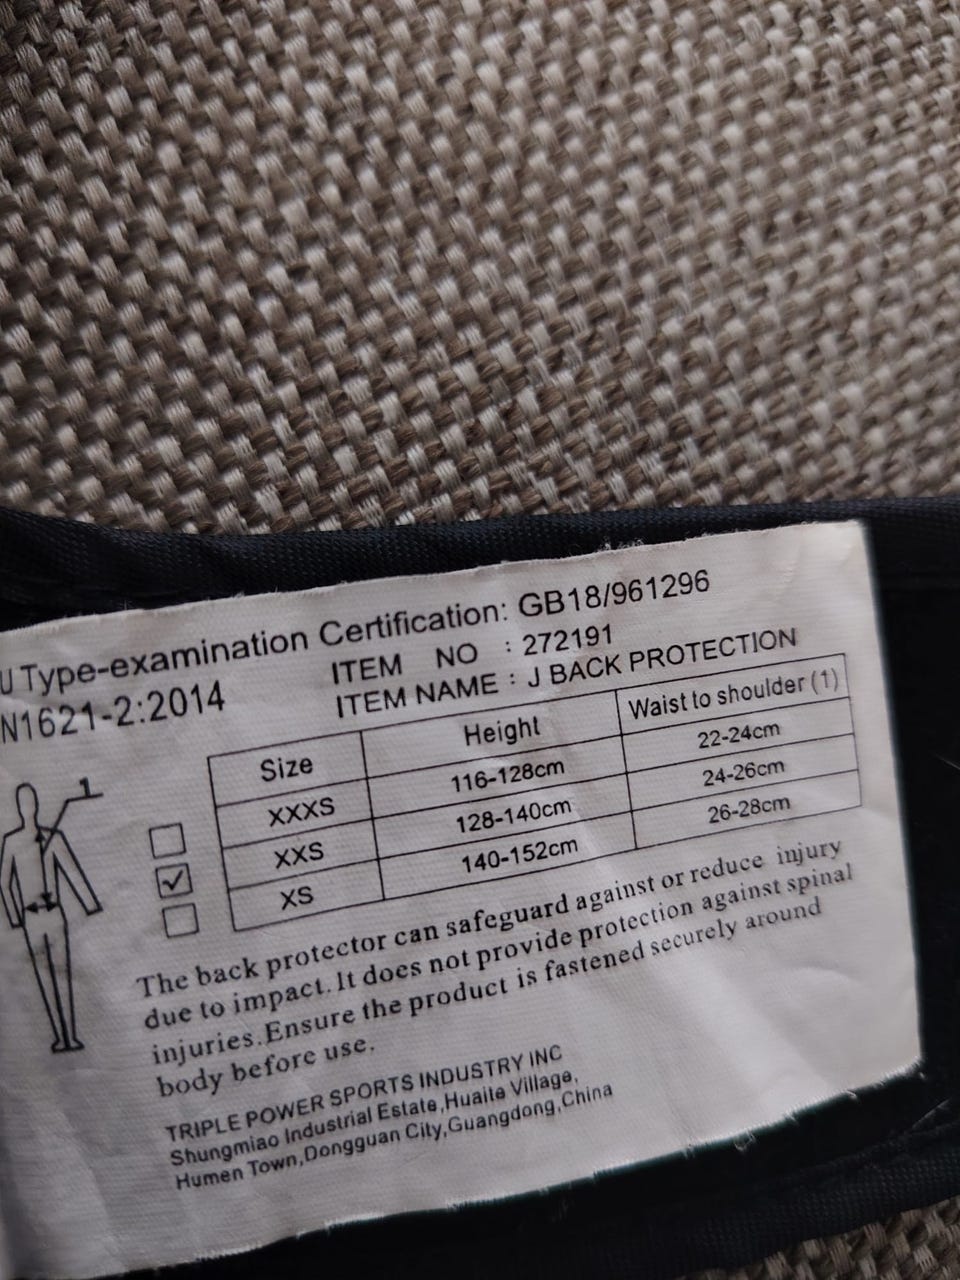 U Type-examination Certification: GB18/961296
N1621-2:2014
ITEM NO : 272191
ITEM NAME : J BACK PROTECTION
Size Height Waist to shoulder (1)
XXXS 116-128cm 22-24cm
XXS 128-140cm 24-26cm
XS 140-152cm 26-28cm
1
The back protector can safeguard against or reduce injury
due to impact.It does not provide protection against spinal
injuries.Ensure the product is fastened securely around
body before use.
TRIPLE POWER SPORTS INDUSTRY INC
Shungmiao Industrial Estate,Huaite Village,
Humen Town,Dongguan City,Guangdong,China